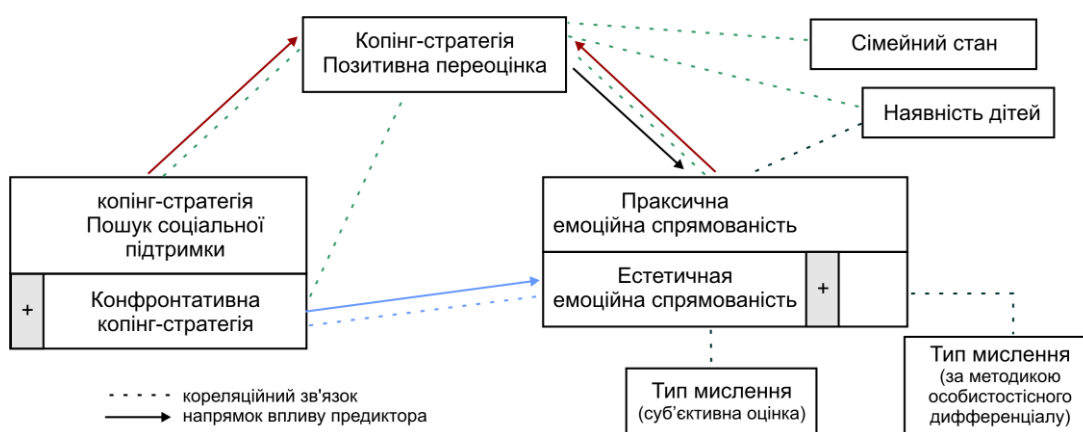 Копінг-стратегія
Позитивна переоцінка
Сімейний стан
Наявність дітей
копінг-стратегія
Пошук соціальної
підтримки
+
Конфронтативна
копінг-стратегія
Праксична
емоційна спрямованість
Естетичная
емоційна спрямованість
+
Тип мислення
(суб’єктивна оцінка)
Тип мислення
(за методикою
особистостісного
дифференціалу)
кореляційний зв'язок
напрямок впливу предиктора